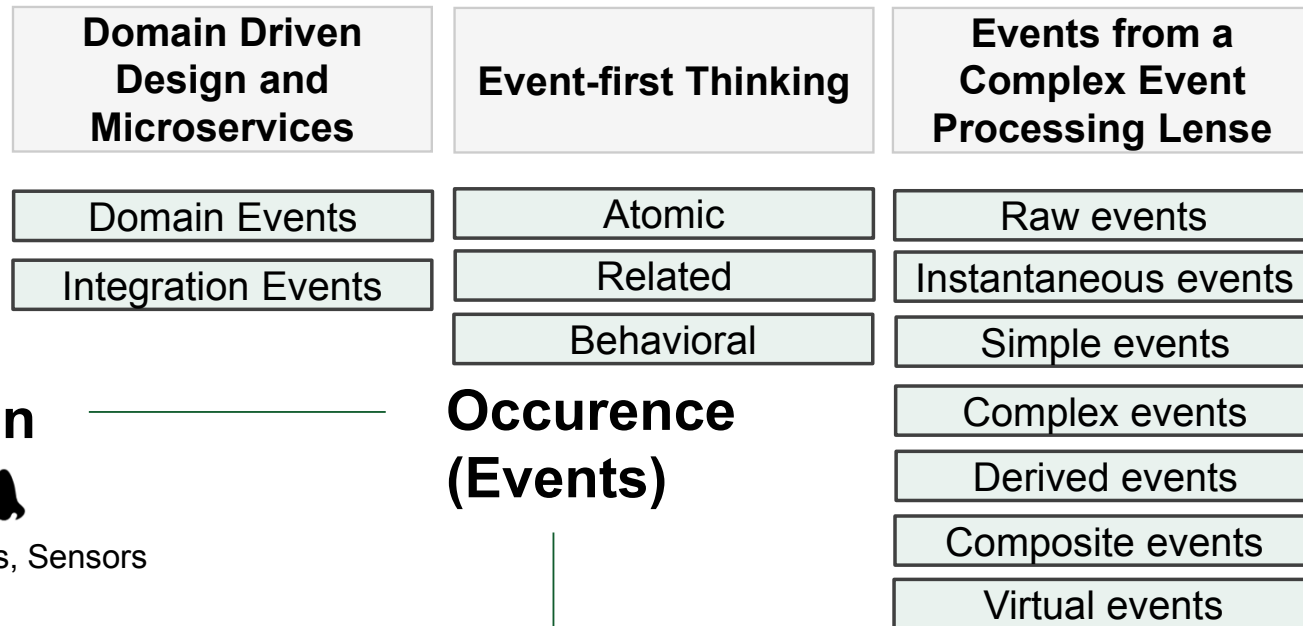 Domain Driven
Design and
Microservices
Event-first Thinking
Events from a
Complex Event
Processing Lense
Domain Events
Integration Events
Atomic
Related
Behavioral
Raw events
Instantaneous events
Simple events
Complex events
Derived events
Composite events
Virtual events
n
Occurence
(Events)
s, Sensors